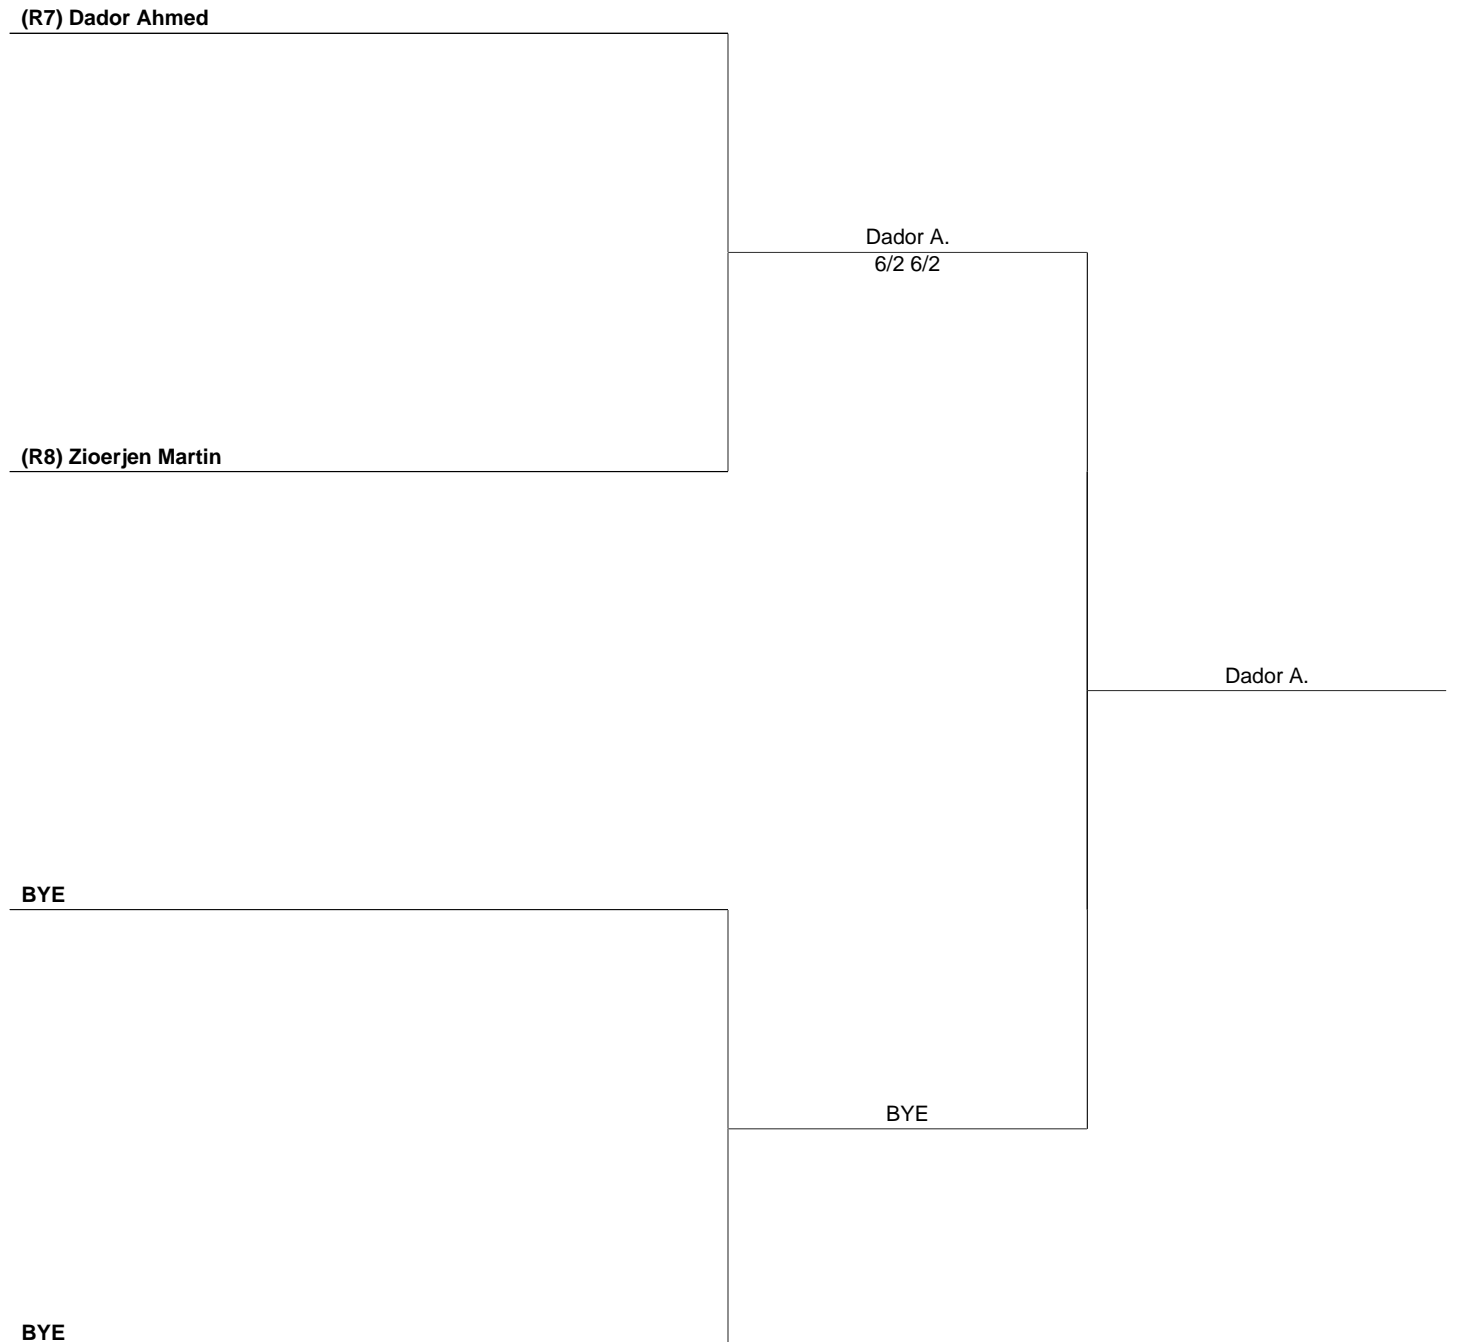 (R7) Dador Ahmed
Dador A.
6/2 6/2
(R8) Zioerjen Martin
Dador A.
BYE
BYE
BYE